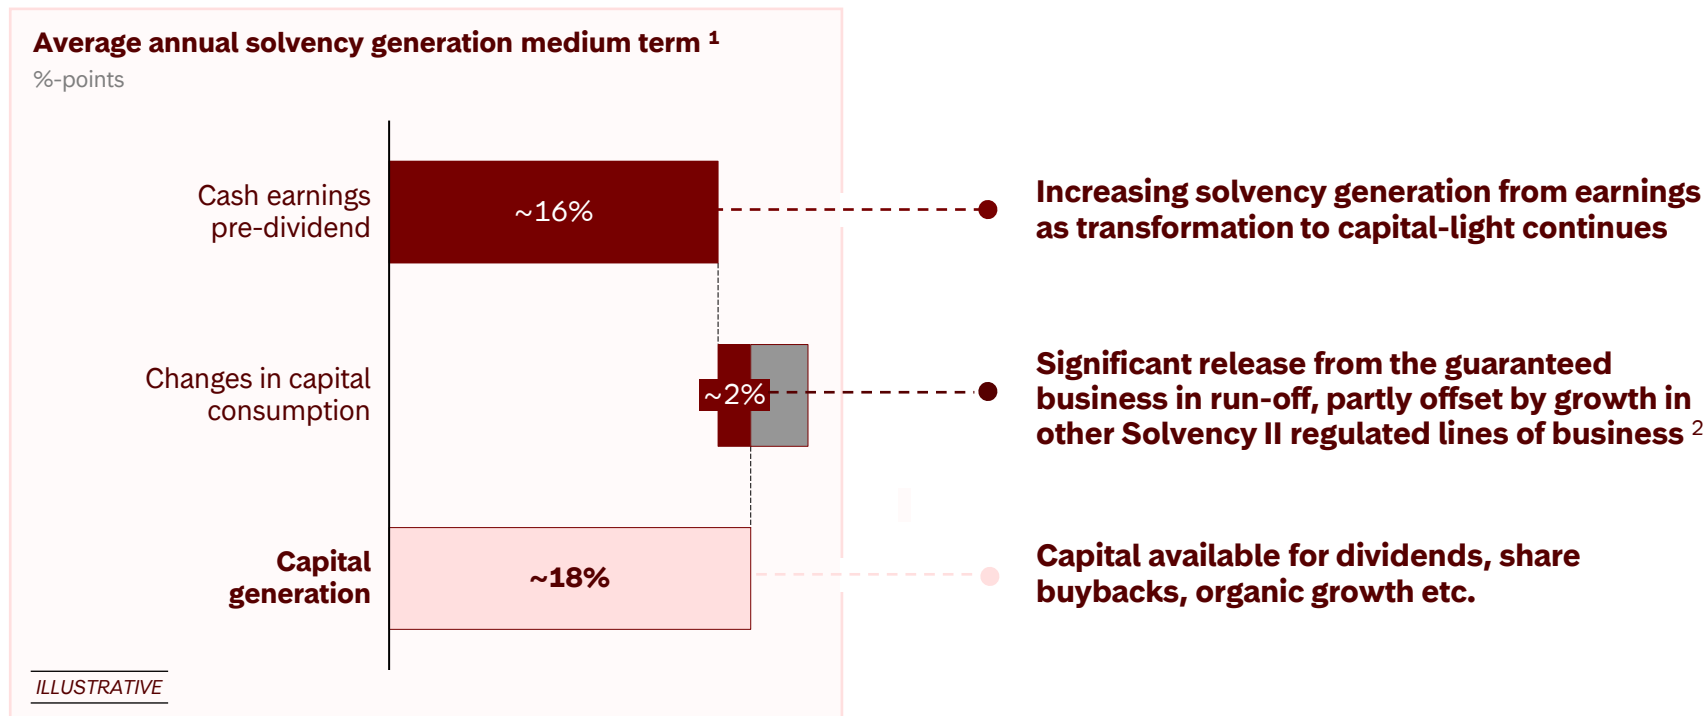 Average annual solvency generation medium term 1
%-points
Cash earnings
pre-dividend
~16%
Increasing solvency generation from earnings
as transformation to capital-light continues
Changes in capital
consumption
~2%
Significant release from the guaranteed
business in run-off, partly offset by growth in
other Solvency II regulated lines of business 2
Capital
generation
~18%
Capital available for dividends, share
buybacks, organic growth etc.
ILLUSTRATIVE